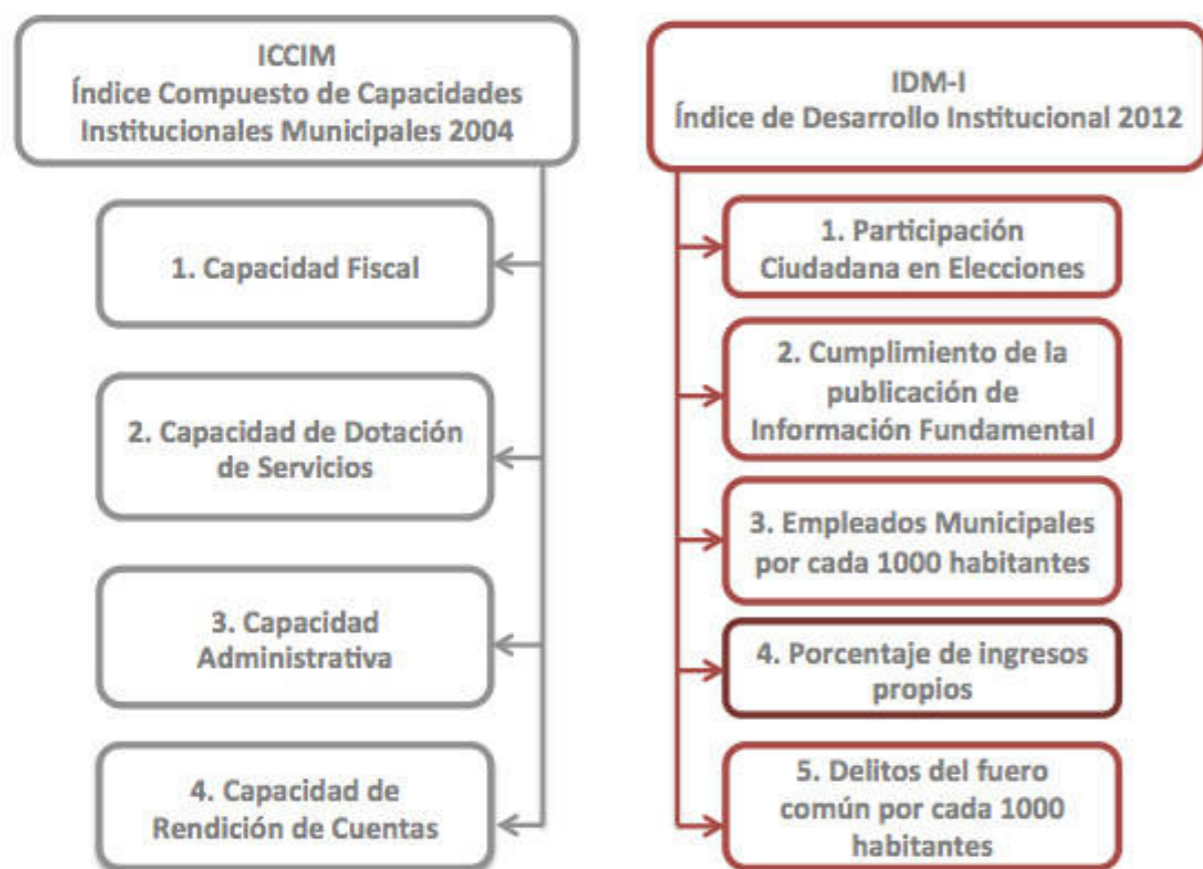 ICCIM
Índice Compuesto de Capacidades
Institucionales Municipales 2004
1. Capacidad Fiscal
2. Capacidad de Dotación
de Servicios
3. Capacidad
Administrativa
4. Capacidad de
Rendición de Cuentas
IDM-I
Índice de Desarrollo Institucional 2012
1. Participación
Ciudadana en Elecciones
2. Cumplimiento de la
publicación de
Información Fundamental
3. Empleados Municipales
por cada 1000 habitantes
4. Porcentaje de ingresos
propios
5. Delitos del fuero
común por cada 1000
habitantes